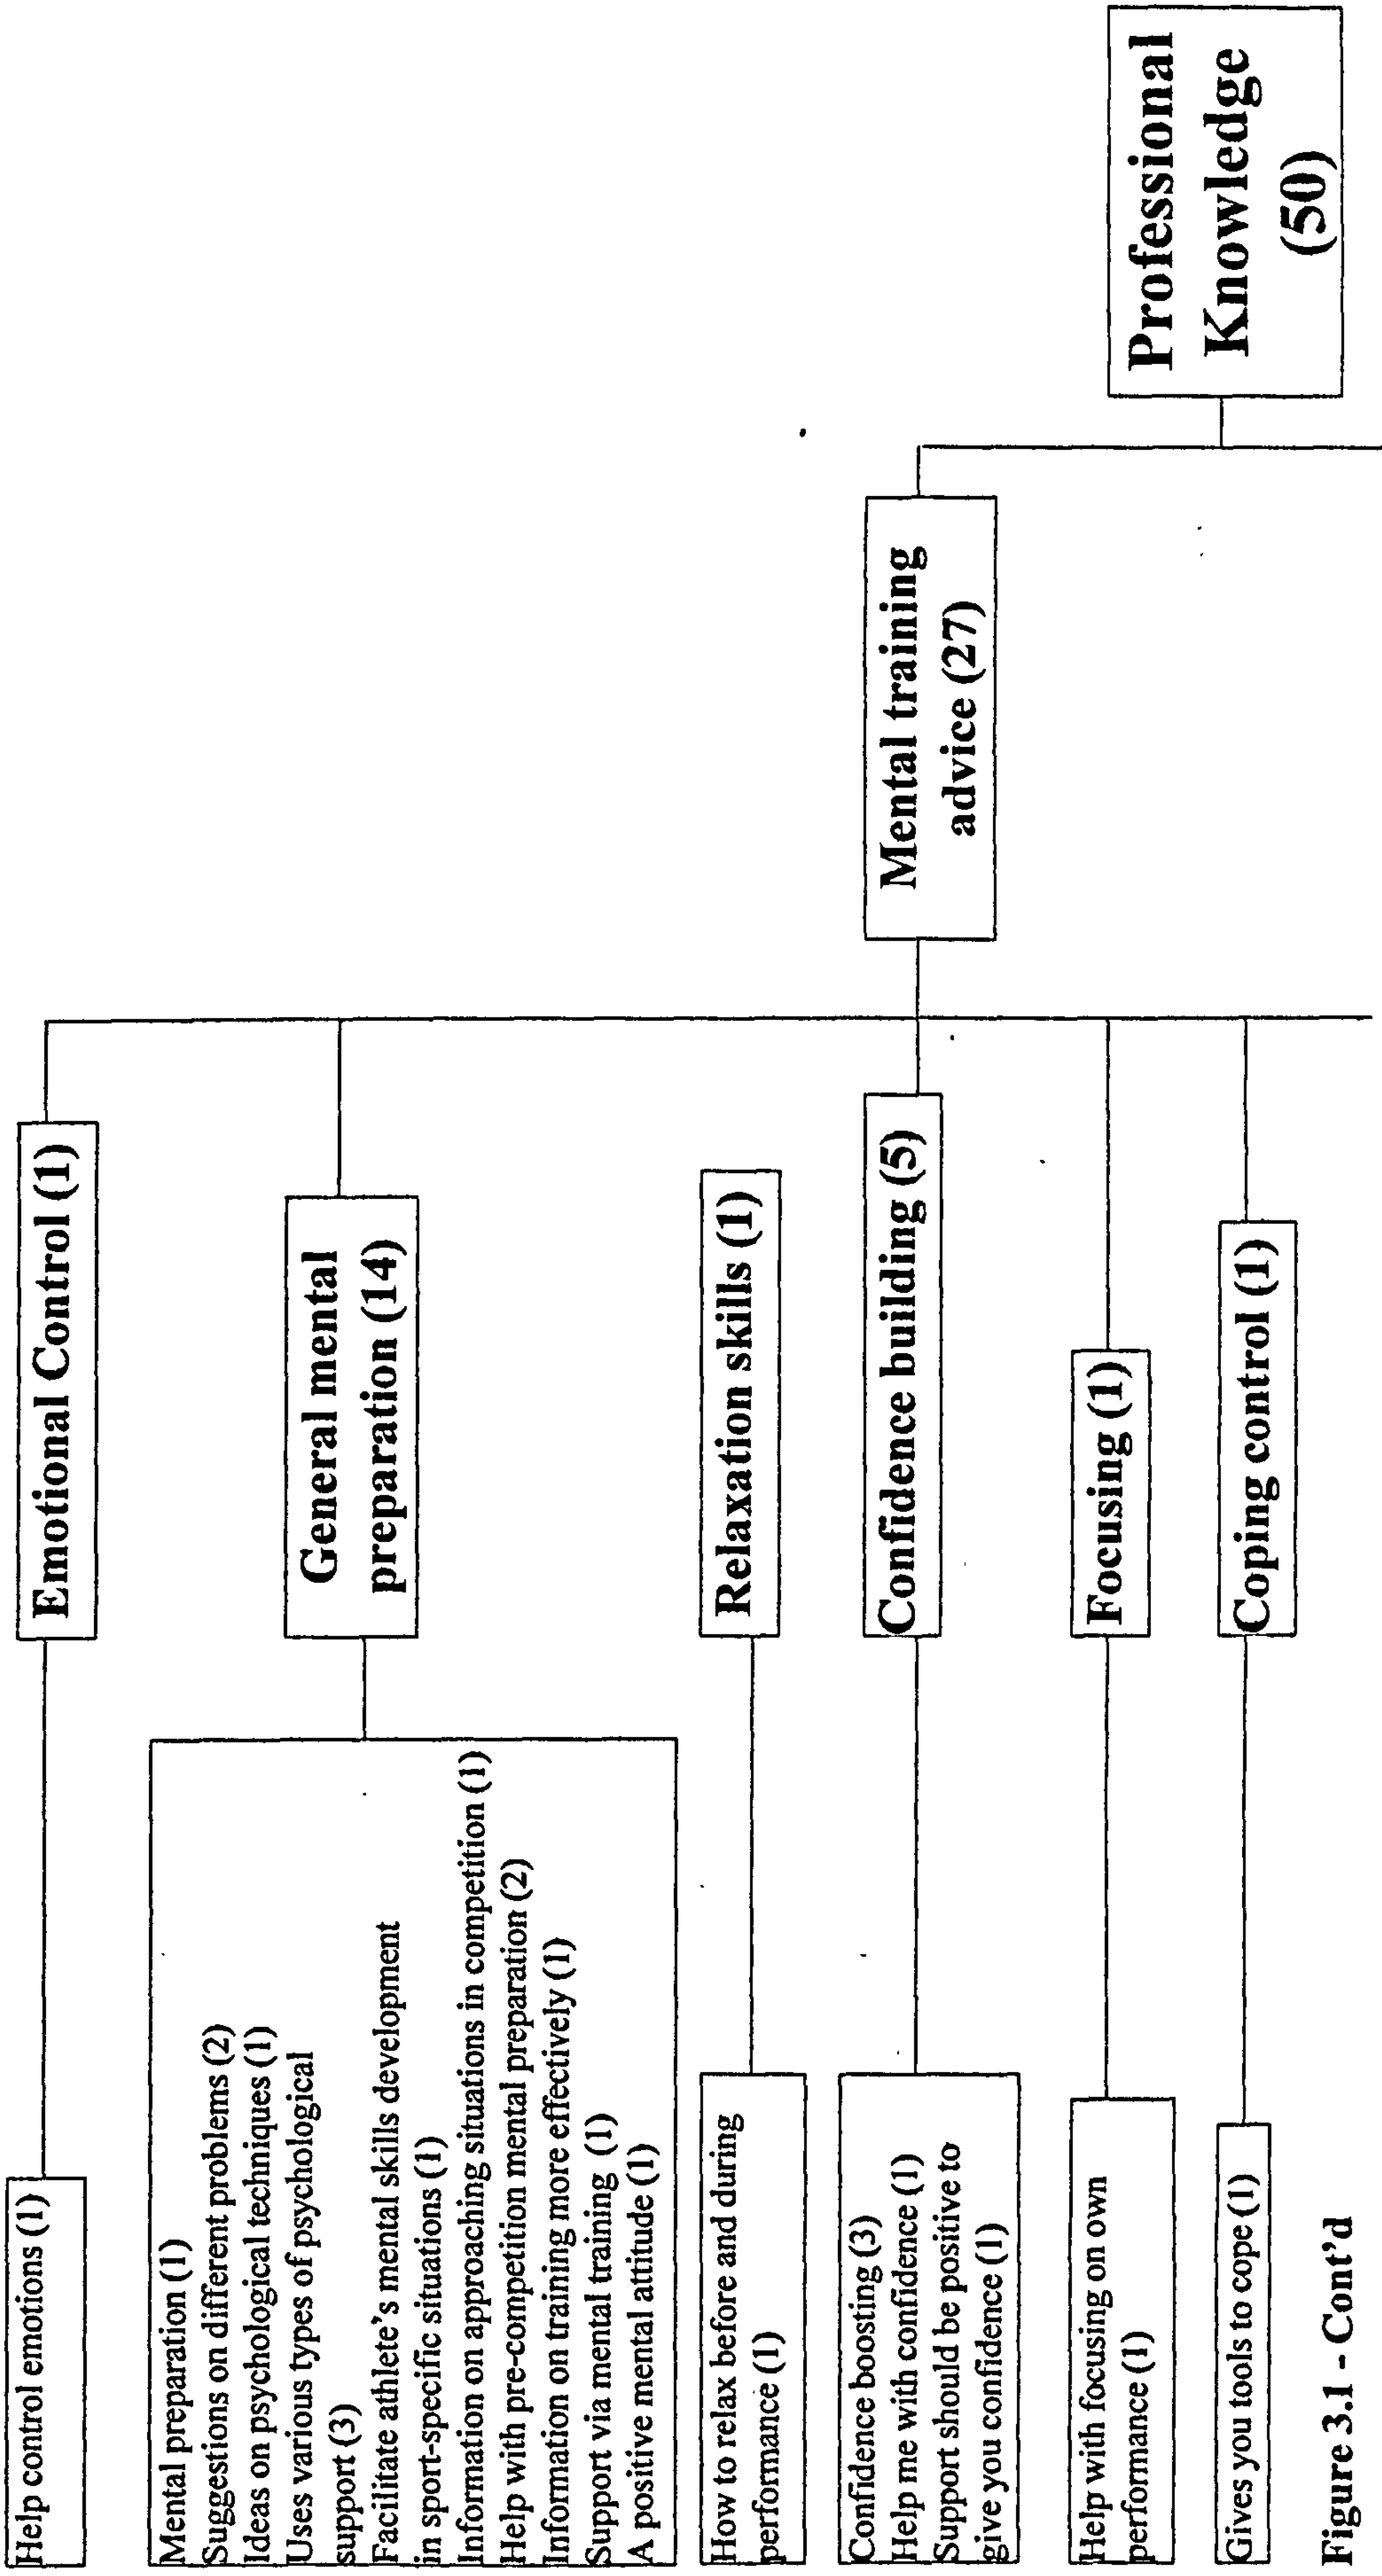 Help control emotions (1)
Emotional Control (1)
Mental preparation (1)
Suggestions on different problems (2)
Ideas on psychological techniques (1)
Uses various types of psychological
support (3)
Facilitate athlete's mental skills development
in sport-specific situations (1)
Information on approaching situations in competition (1)
Help with pre-competition mental preparation (2)
Information on training more effectively (1)
Support via mental training (1)
A positive mental attitude (1)
General mental
preparation (14)
How to relax before and during
performance (1)
Relaxation skills (1)
Confidence boosting (3)
Help me with confidence (1)
Support should be positive to
give you confidence (1)
Confidence building (5)
Mental training
advice (27)
Help with focusing on own
performance (1)
Focusing (1)
Gives you tools to cope (1)
Coping control (1)
Professional
Knowledge
(50)
Figure 3.1 - Cont'd